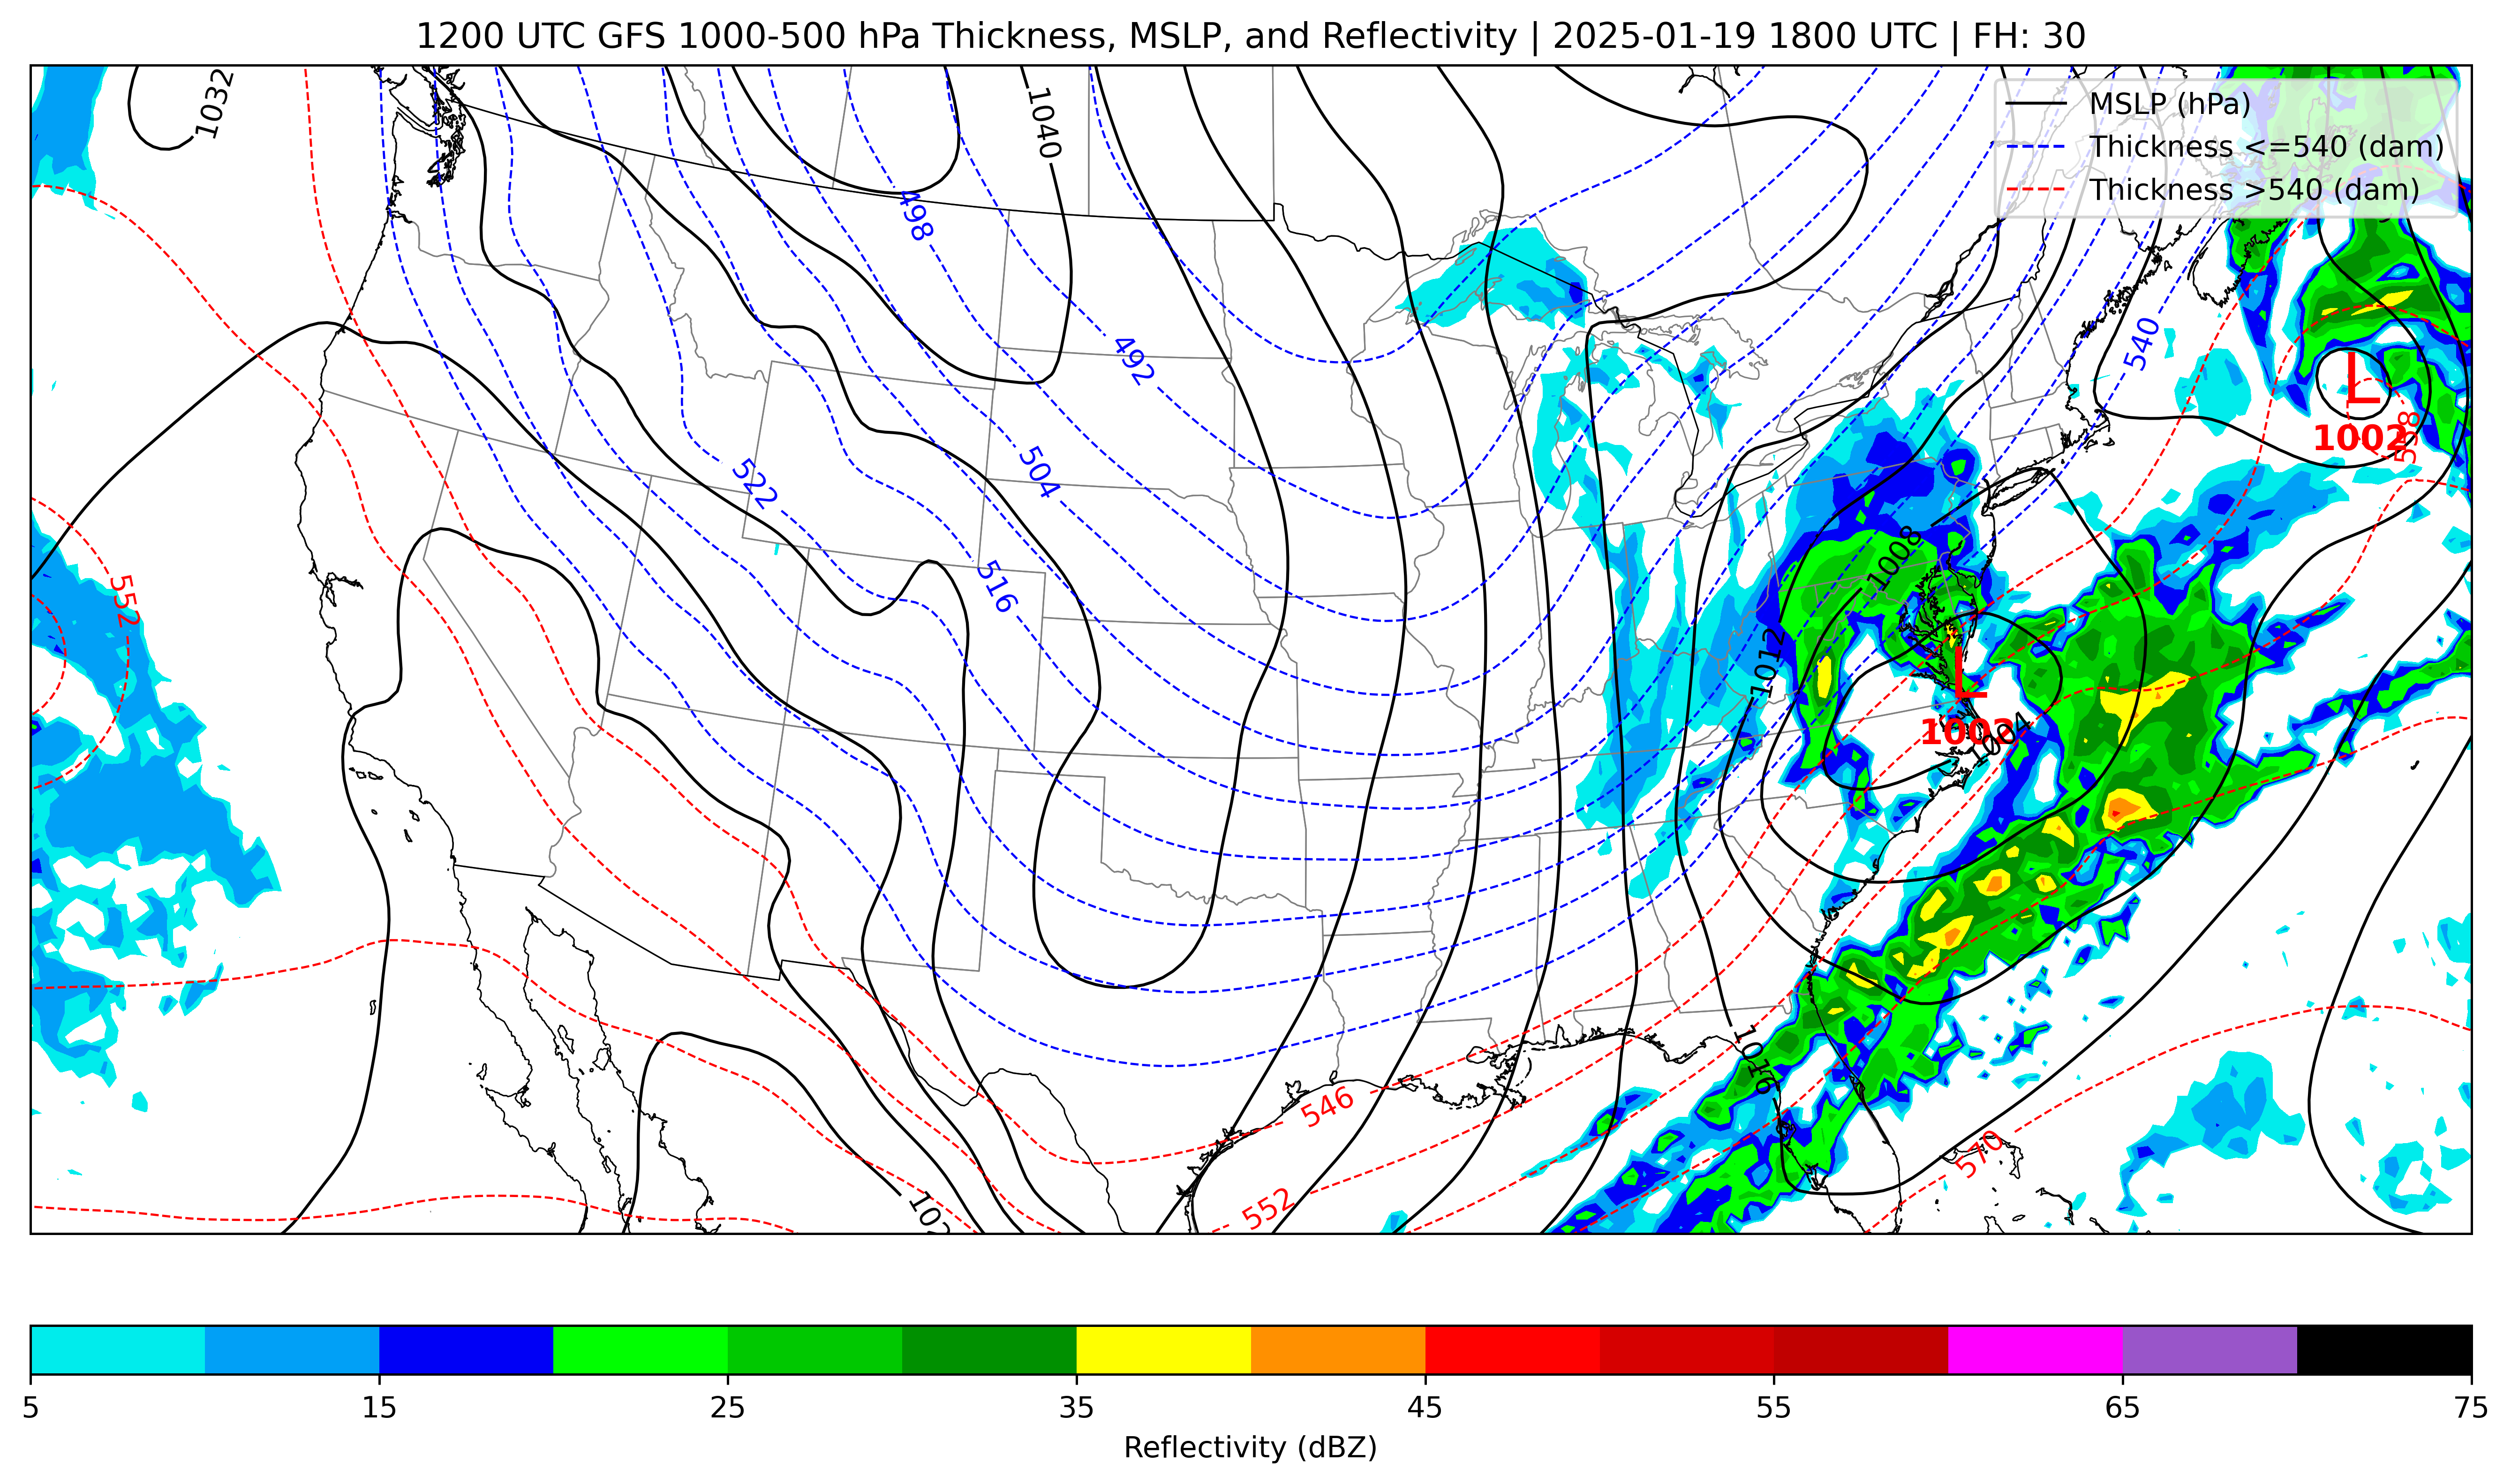 1200 UTC GFS 1000-500 hPa Thickness, MSLP, and Reflectivity | 2025-01-19 1800 UTC | FH: 30
MSLP (hPa)
Thickness <=540 (dam)
Thickness >540 (dam)
1032
1040
498
540
492
L
1002
558
504
522
1008
516
552
1012
L
1002
1004
1016
546
570
552
5 15 25 35 45 55 65 75
Reflectivity (dBZ)